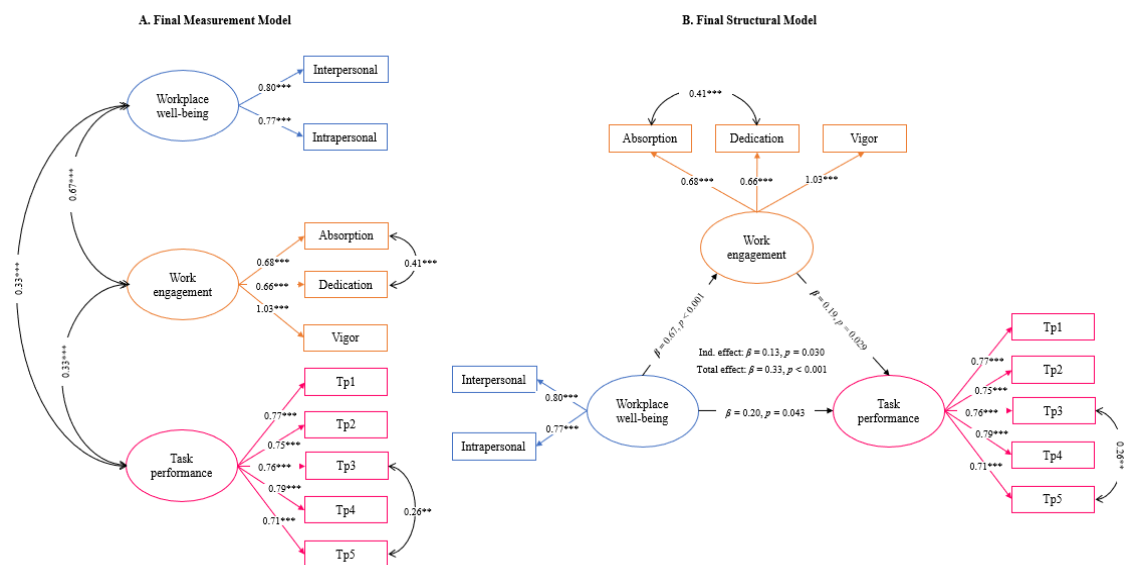 A. Final Measurement Model
Interpersonal
0.80***
Workplace
well-being
0.77***
Intrapersonal
0.67***
0.33***
Absorption
0.68***
Work
engagement
0.66***
Dedication
0.41***
1.03***
Vigor
0.33***
Tp1
0.77***
Tp2
0.75***
Task
performance
0.76***
Tp3
0.79***
Tp4
0.26**
0.71***
Tp5
B. Final Structural Model
0.41***
Absorption
Dedication
Vigor
0.68***
0.66***
1.03***
Work
engagement
β = 0.67, p < 0.001
β = 0.19, p = 0.029
Ind. effect: β = 0.13, p = 0.030
Total effect: β = 0.33, p < 0.001
Interpersonal
0.80***
Workplace
well-being
0.77***
Intrapersonal
β = 0.20, p = 0.043
Task
performance
Tp1
0.77***
Tp2
0.75***
0.76***
Tp3
0.79***
Tp4
0.26**
0.71***
Tp5